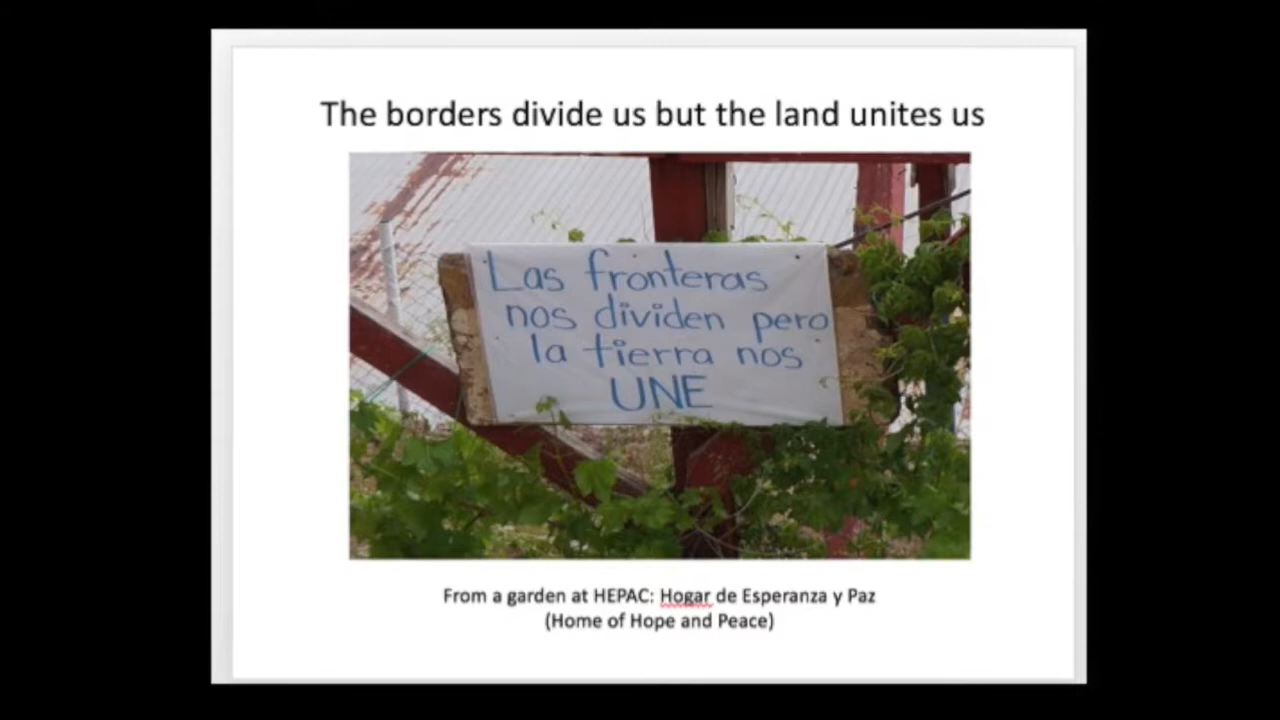 The borders divide us but the land unites us
Las fronteras
nos dividen pero
la tierra nos
UNE
From a garden at HEPAC: Hogar de Esperanza y Paz
(Home of Hope and Peace)